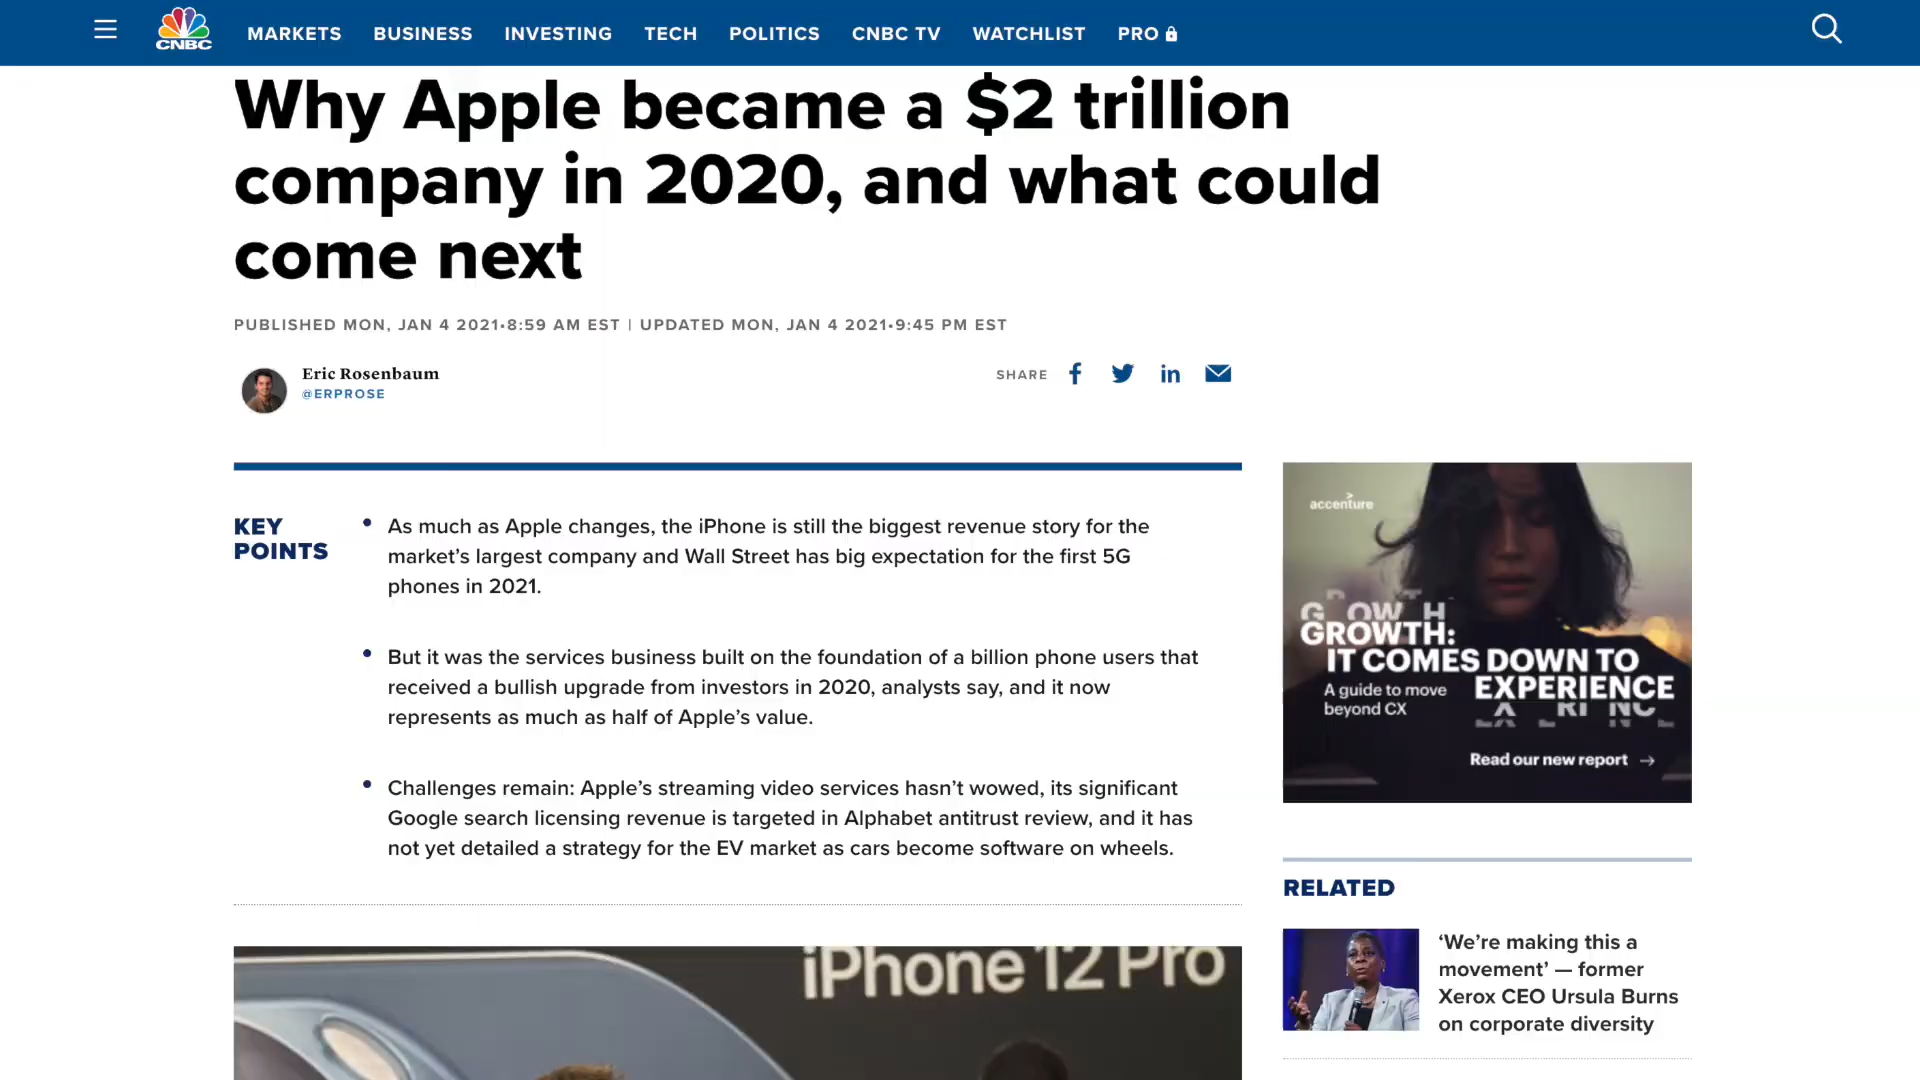 CNBC
MARKETS BUSINESS INVESTING TECH POLITICS CNBC TV WATCHLIST PRO
Why Apple became a $2 trillion
company in 2020, and what could
come next
PUBLISHED MON, JAN 4 2021•8:59 AM EST | UPDATED MON, JAN 4 2021•9:45 PM EST
Eric Rosenbaum
@ERPROSE
SHARE
KEY
POINTS
• As much as Apple changes, the iPhone is still the biggest revenue story for the
market’s largest company and Wall Street has big expectation for the first 5G
phones in 2021.
• But it was the services business built on the foundation of a billion phone users that
received a bullish upgrade from investors in 2020, analysts say, and it now
represents as much as half of Apple’s value.
• Challenges remain: Apple’s streaming video services hasn’t wowed, its significant
Google search licensing revenue is targeted in Alphabet antitrust review, and it has
not yet detailed a strategy for the EV market as cars become software on wheels.
iPhone 12 Pro
accenture
GROWTH:
IT COMES DOWN TO
EXPERIENCE
A guide to move
beyond CX
Read our new report →
RELATED
‘We’re making this a
movement’ — former
Xerox CEO Ursula Burns
on corporate diversity